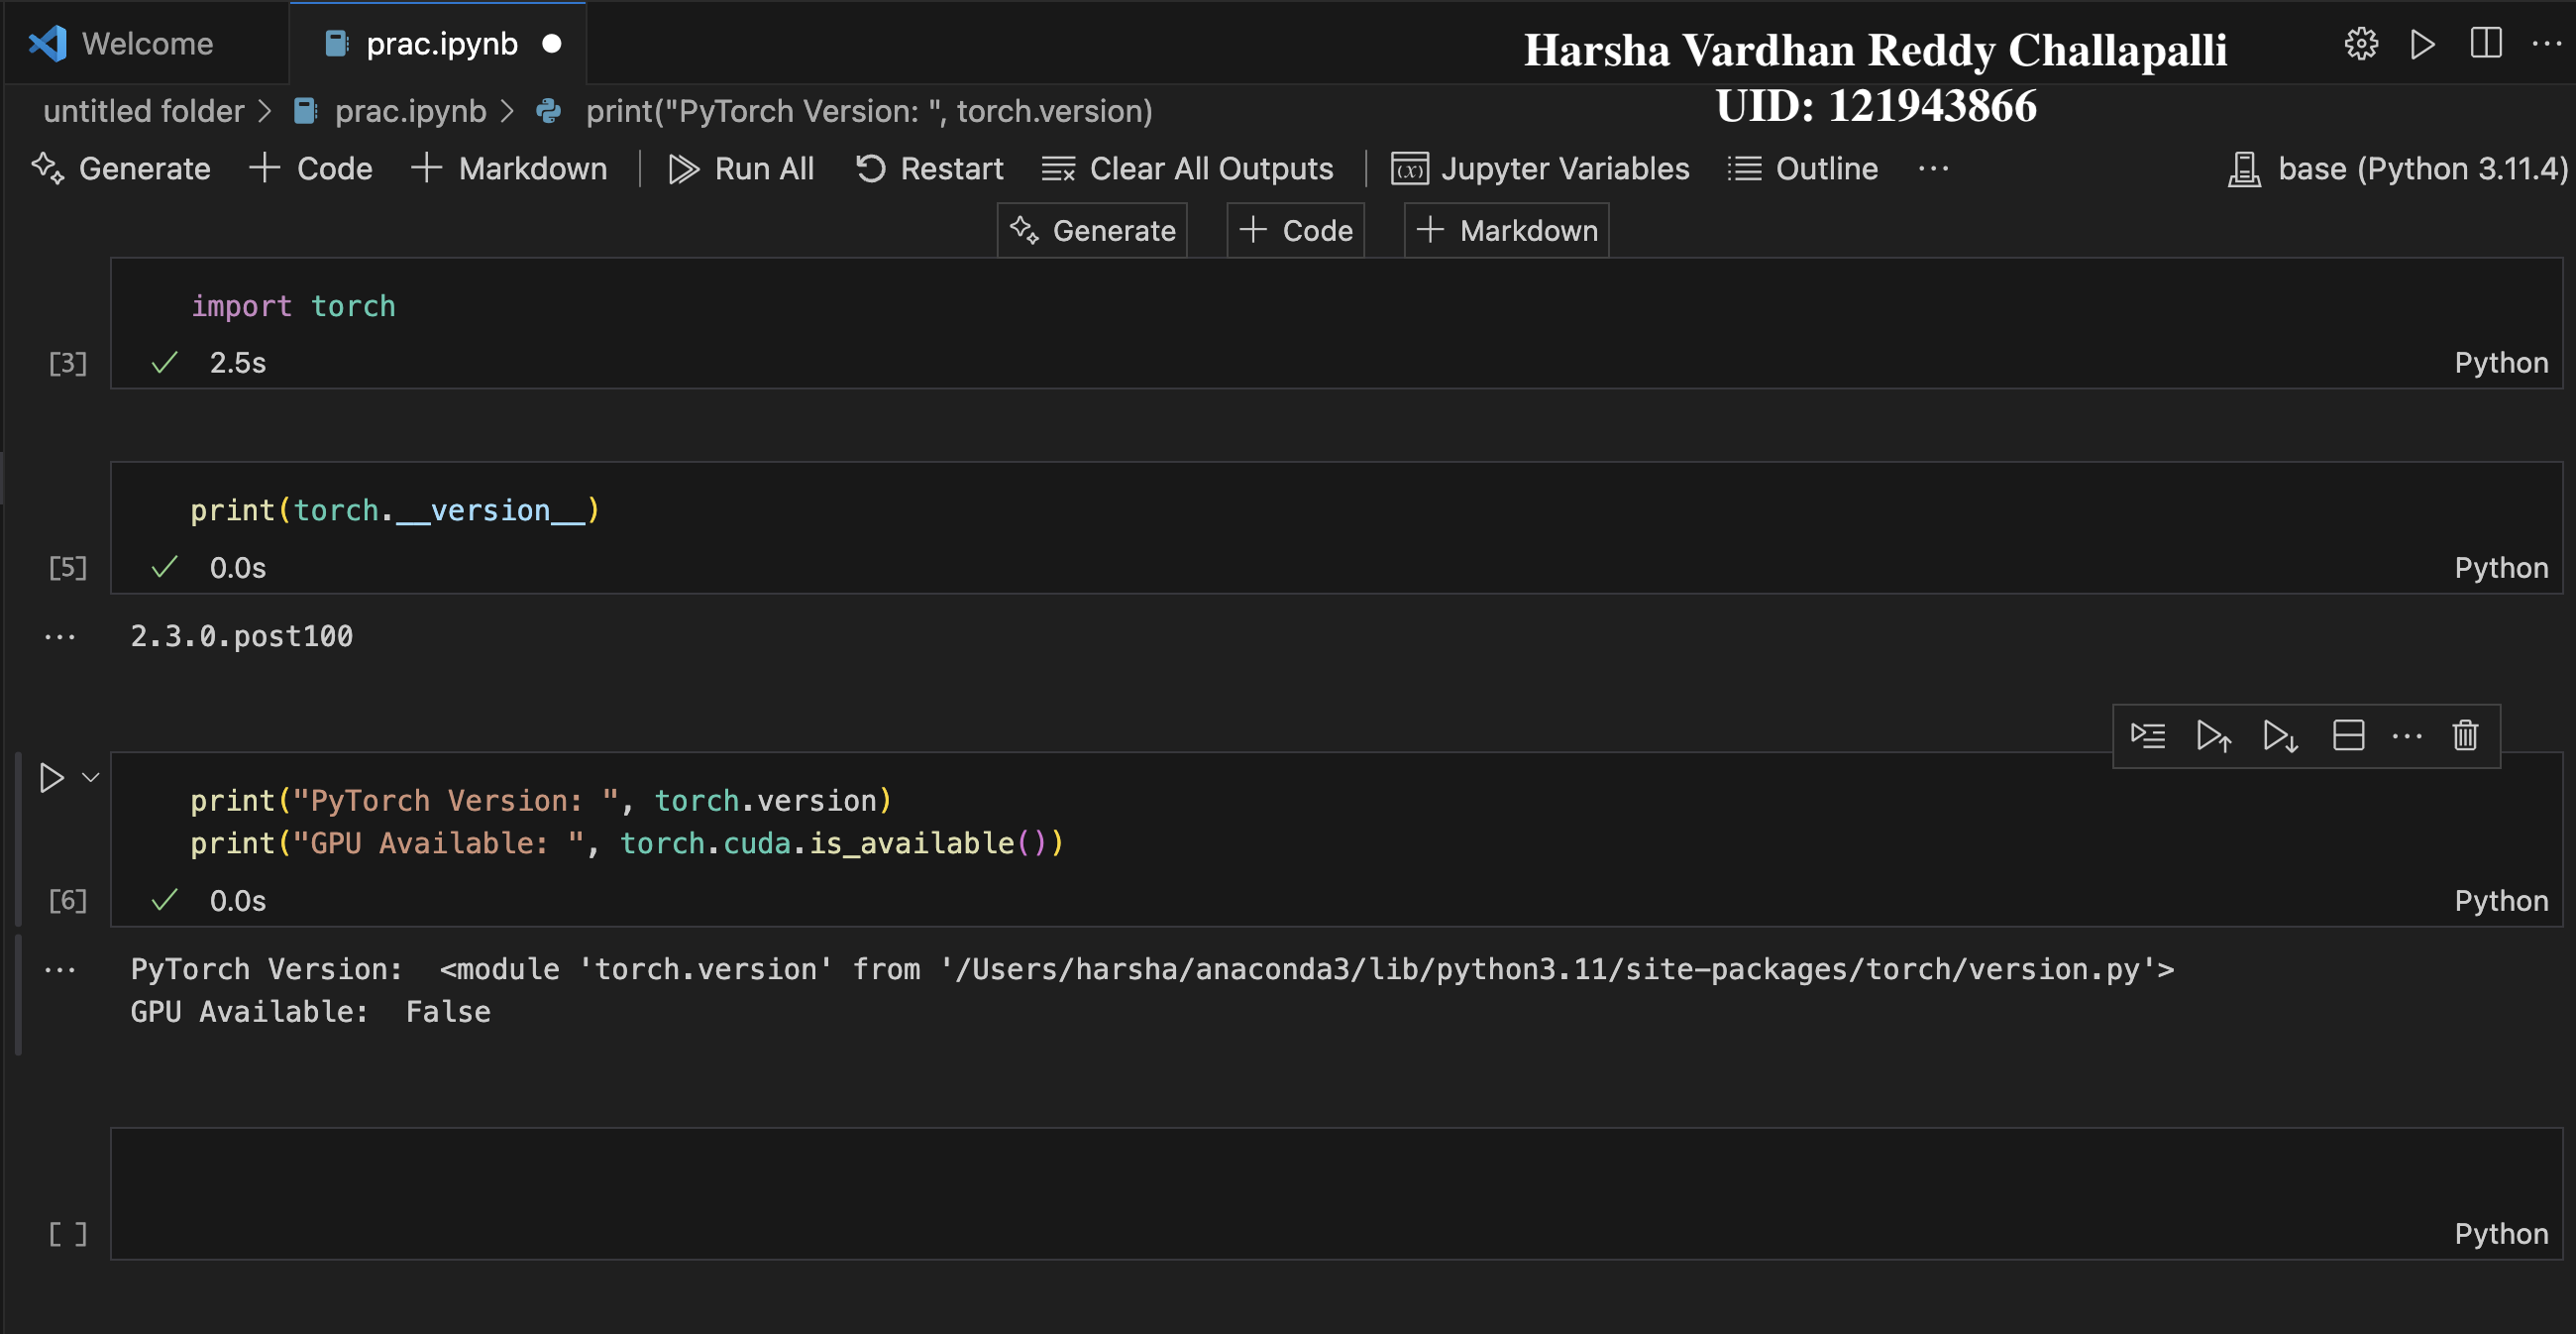 Welcome
prac.ipynb
Harsha Vardhan Reddy Challapalli
UID: 121943866
untitled folder > prac.ipynb > print("PyTorch Version: ", torch.version)
Generate + Code + Markdown | Run All Restart Clear All Outputs | Jupyter Variables Outline ... base (Python 3.11.4)
Generate + Code + Markdown
import torch
[3] ✓ 2.5s Python
print(torch.__version__)
[5] ✓ 0.0s Python
... 2.3.0.post100
print("PyTorch Version: ", torch.version)
print("GPU Available: ", torch.cuda.is_available())
[6] ✓ 0.0s Python
... PyTorch Version:  <module 'torch.version' from '/Users/harsha/anaconda3/lib/python3.11/site-packages/torch/version.py'>
GPU Available:  False
[ ] Python